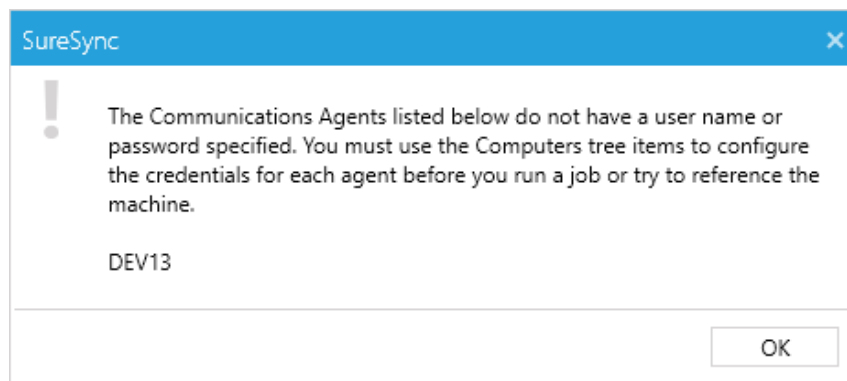 SureSync
The Communications Agents listed below do not have a user name or
password specified. You must use the Computers tree items to configure
the credentials for each agent before you run a job or try to reference the
machine.
DEV13
OK